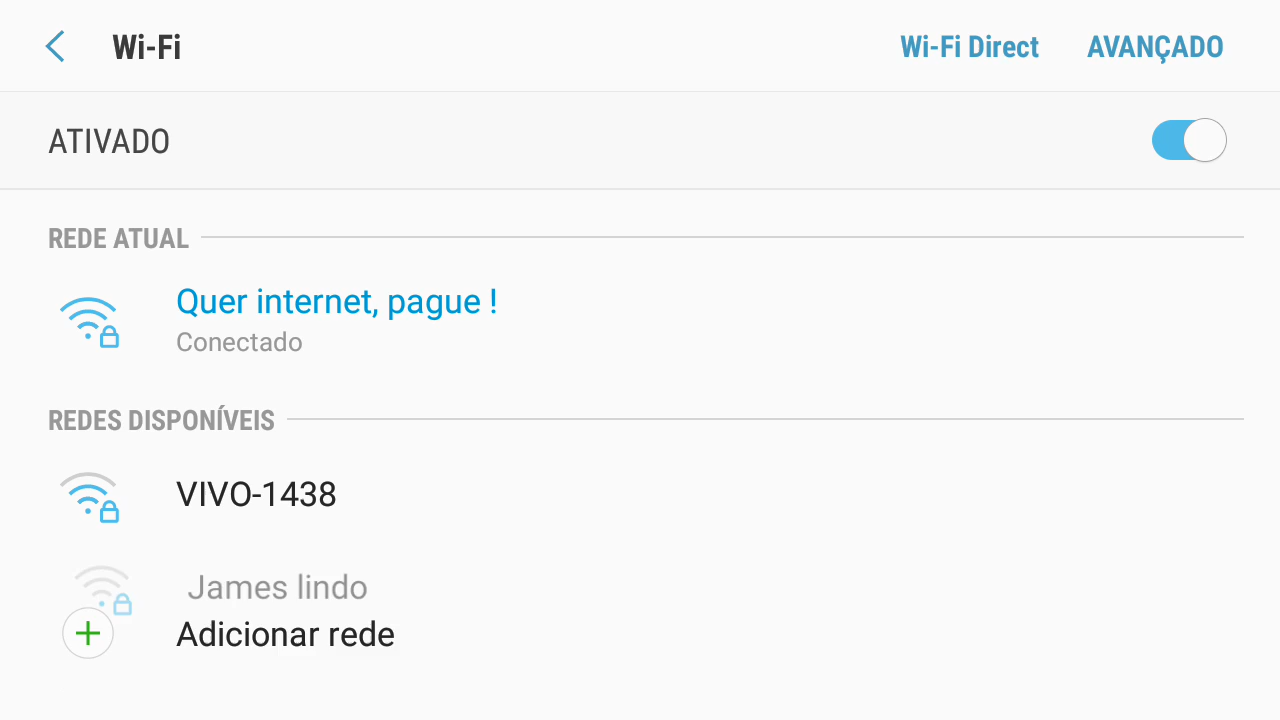 Wi-Fi
Wi-Fi Direct
AVANÇADO
ATIVADO
REDE ATUAL
Quer internet, pague !
Conectado
REDES DISPONÍVEIS
VIVO-1438
James lindo
Adicionar rede